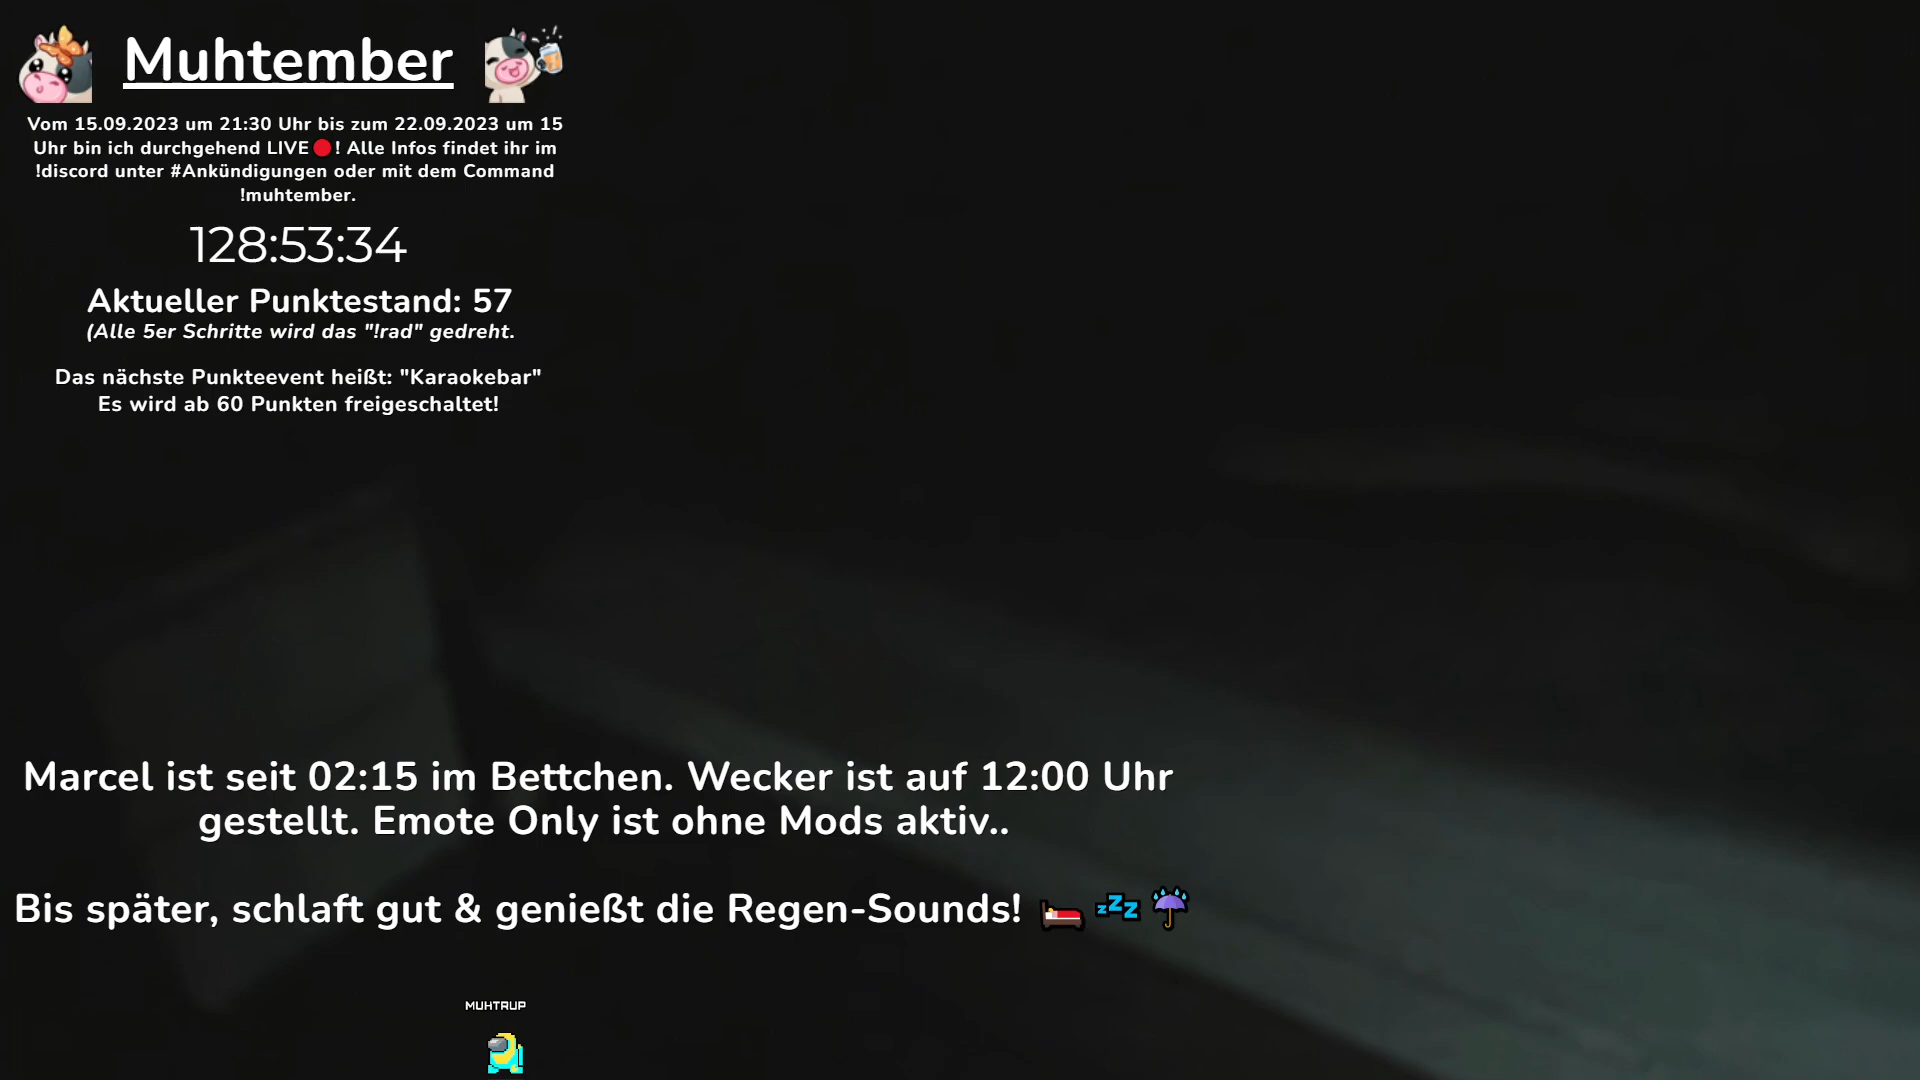 Muhtember
Vom 15.09.2023 um 21:30 Uhr bis zum 22.09.2023 um 15
Uhr bin ich durchgehend LIVE🔴! Alle Infos findet ihr im
!discord unter #Ankündigungen oder mit dem Command
!muhtember.
128:53:34
Aktueller Punktestand: 57
(Alle 5er Schritte wird das "!rad" gedreht.
Das nächste Punkteevent heißt: "Karaokebar"
Es wird ab 60 Punkten freigeschaltet!
Marcel ist seit 02:15 im Bettchen. Wecker ist auf 12:00 Uhr
gestellt. Emote Only ist ohne Mods aktiv..
Bis später, schlaft gut & genießt die Regen-Sounds! 🛏️ 💤 ☔
MUHTRUP